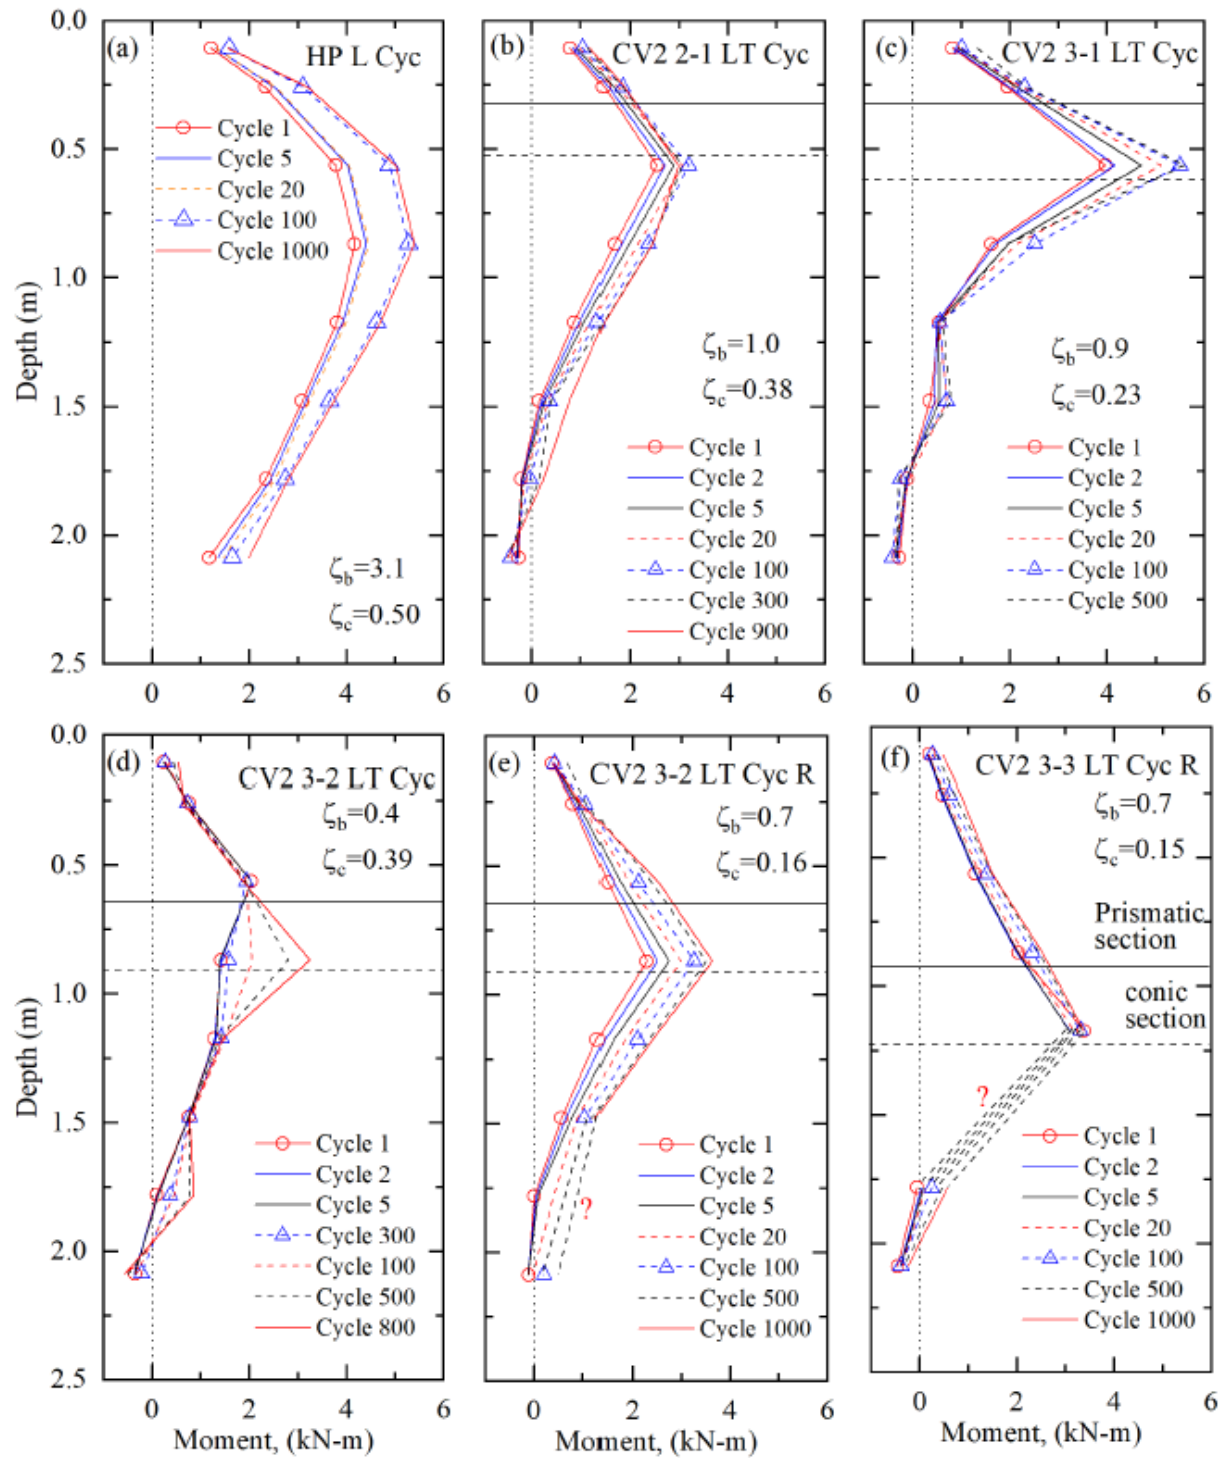 (a)
HP L Cyc
Cycle 1
Cycle 5
Cycle 20
Cycle 100
Cycle 1000
ζb=3.1
ζc=0.50
0.0
0.5
1.0
1.5
2.0
2.5
Depth (m)
0 2 4 6
(b)
CV2 2-1 LT Cyc
ζb=1.0
ζc=0.38
Cycle 1
Cycle 2
Cycle 5
Cycle 20
Cycle 100
Cycle 300
Cycle 900
0 2 4 6
(c)
CV2 3-1 LT Cyc
ζb=0.9
ζc=0.23
Cycle 1
Cycle 2
Cycle 5
Cycle 20
Cycle 100
Cycle 500
0 2 4 6
(d)
CV2 3-2 LT Cyc
ζb=0.4
ζc=0.39
Cycle 1
Cycle 2
Cycle 5
Cycle 300
Cycle 100
Cycle 500
Cycle 800
0.0
0.5
1.0
1.5
2.0
2.5
Depth (m)
0 2 4 6
Moment, (kN-m)
(e)
CV2 3-2 LT Cyc R
ζb=0.7
ζc=0.16
?
Cycle 1
Cycle 2
Cycle 5
Cycle 20
Cycle 100
Cycle 500
Cycle 1000
0 2 4 6
Moment, (kN-m)
(f)
CV2 3-3 LT Cyc R
ζb=0.7
ζc=0.15
Prismatic
section
conic
section
?
Cycle 1
Cycle 2
Cycle 5
Cycle 20
Cycle 100
Cycle 500
Cycle 1000
0 2 4 6
Moment, (kN-m)